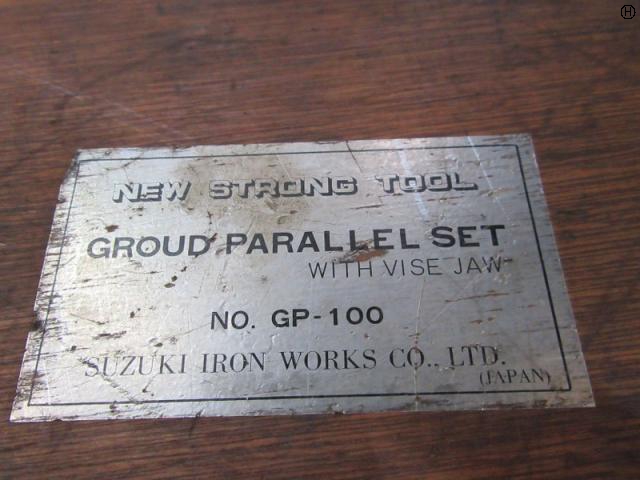 H
NEW STRONG TOOL
GROUD PARALLEL SET
WITH VISE JAW
NO. GP-100
SUZUKI IRON WORKS CO., LTD.
(JAPAN)